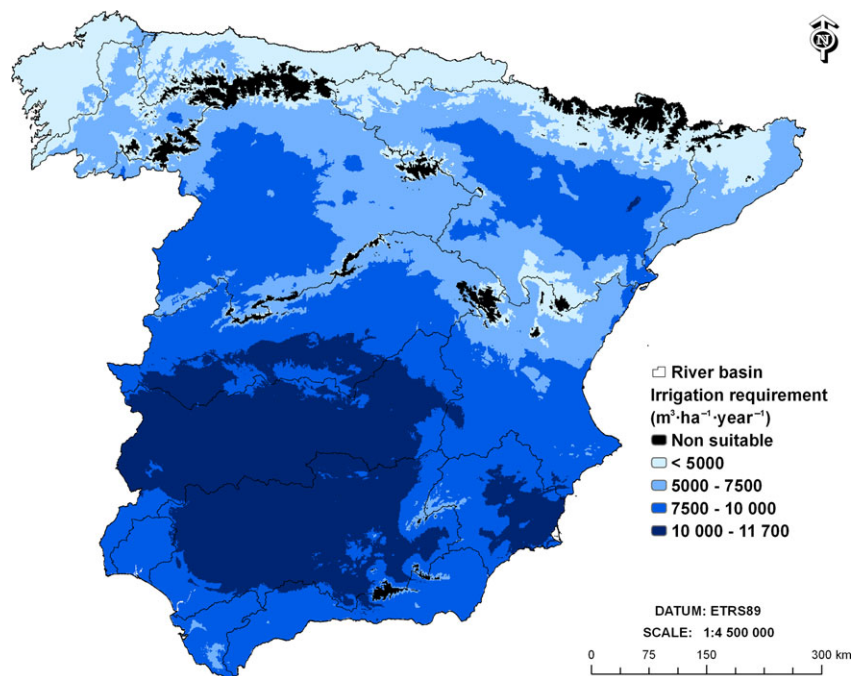 N
River basin
Irrigation requirement
(m³·ha⁻¹·year⁻¹)
Non suitable
< 5000
5000 - 7500
7500 - 10 000
10 000 - 11 700
DATUM: ETRS89
SCALE: 1:4 500 000
0 75 150 300 km